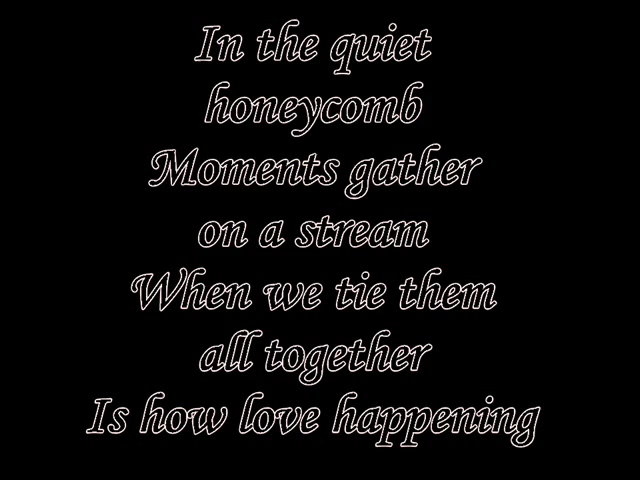 In the quiet
honeycomb
Moments gather
on a stream
When we tie them
all together
Is how love happening